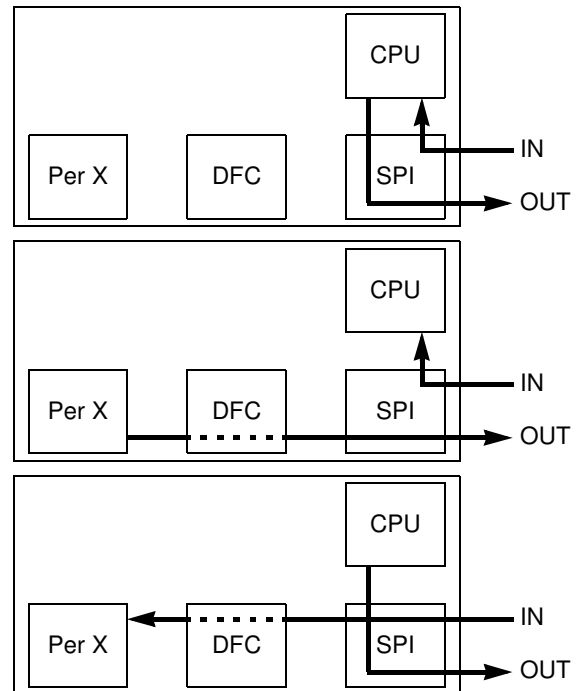 CPU
IN
Per X DFC SPI
OUT
CPU
IN
Per X DFC SPI
OUT
CPU
IN
Per X DFC SPI
OUT